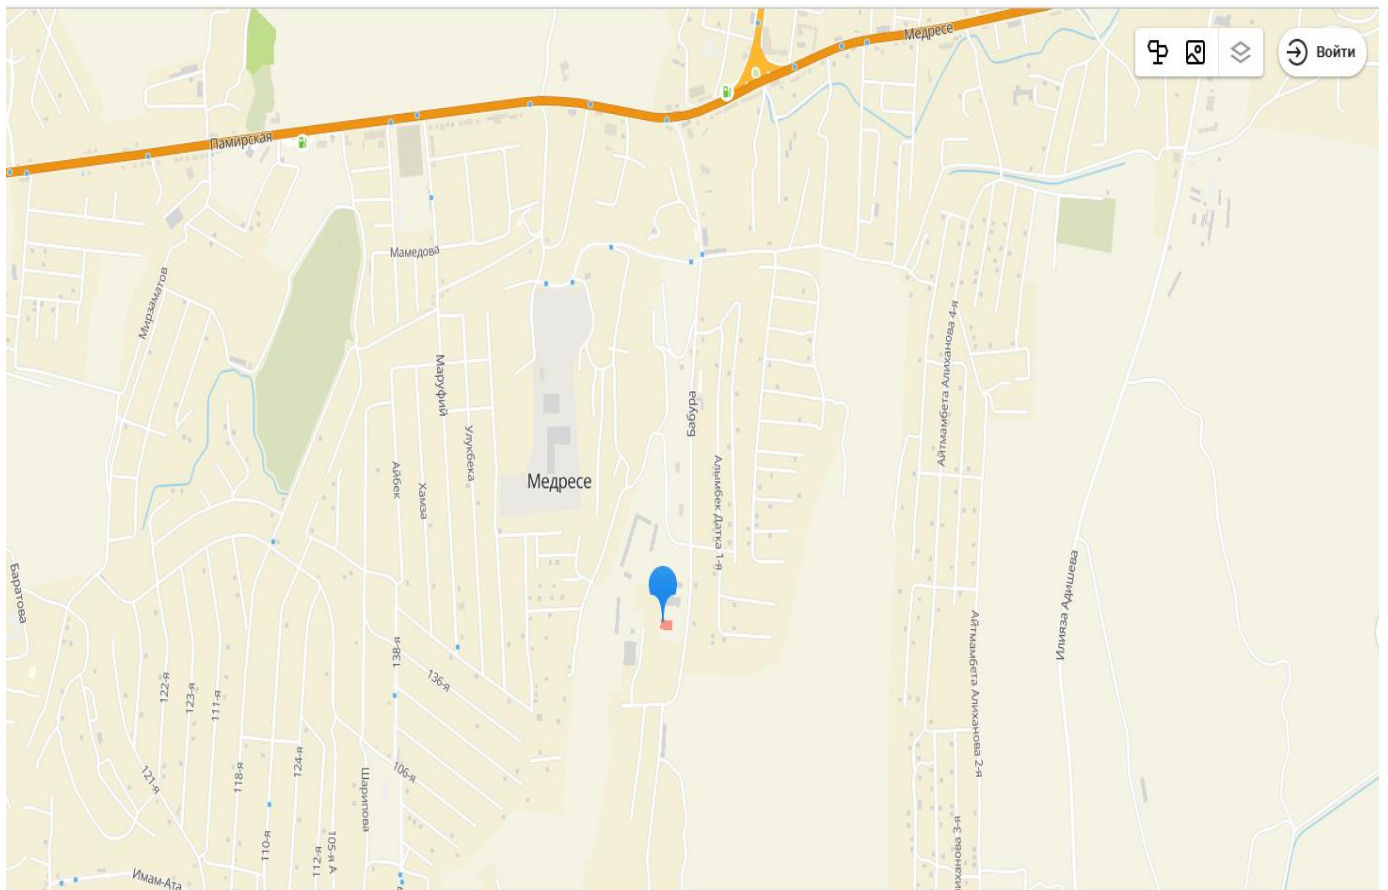 Медресе
Войти
Памирская
Мамедова
Мирзаматов
Айтмамбета Алиханова 4-я
Маруфий
Бабура
Улукбека
Айбек
Хамза
Медресе
Алымбек Датка 1-я
Баратова
Илияза Адишева
138-я
136-я
122-я
123-я
111-я
Айтмамбета Алиханова 2-я
121-я
118-я
124-я
106-я
Шарипова
110-я
112-я
105-я А
Имам-Ата